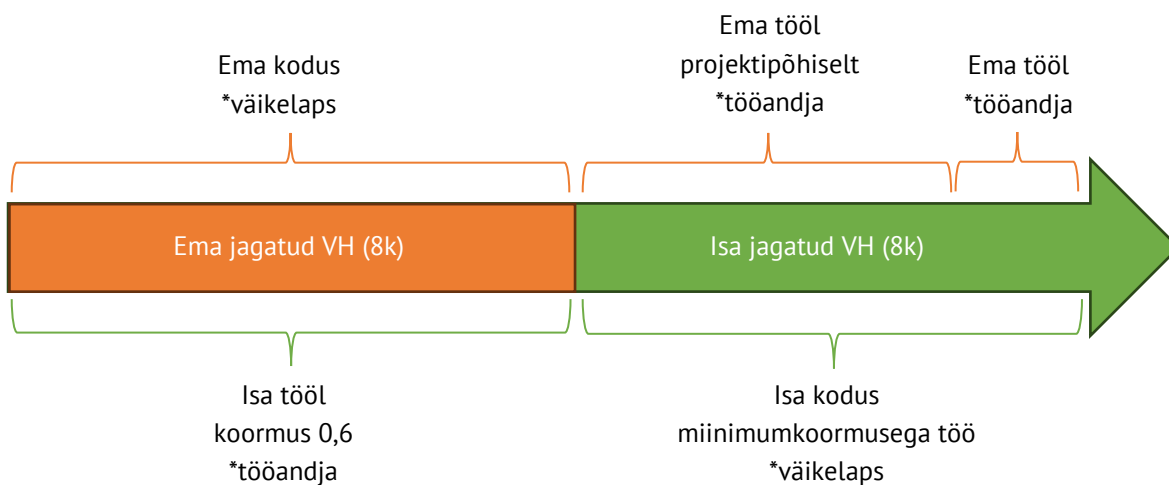 Ema kodus
*väikelaps
Ema tööl
projektipõhiselt
*tööandja
Ema tööl
*tööandja
Ema jagatud VH (8k)
Isa jagatud VH (8k)
Isa tööl
koormus 0,6
*tööandja
Isa kodus
miinimumkoormusega töö
*väikelaps